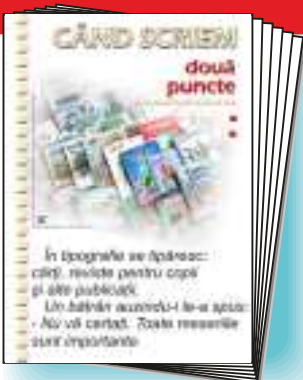 CÂND SCRIEM
două
puncte
:
În tipografie se tipăresc:
cărți, reviste pentru copii
și alte publicații.
Un bătrân auzindu-i le-a spus:
- Nu vă certați. Toate meseriile
sunt importante.